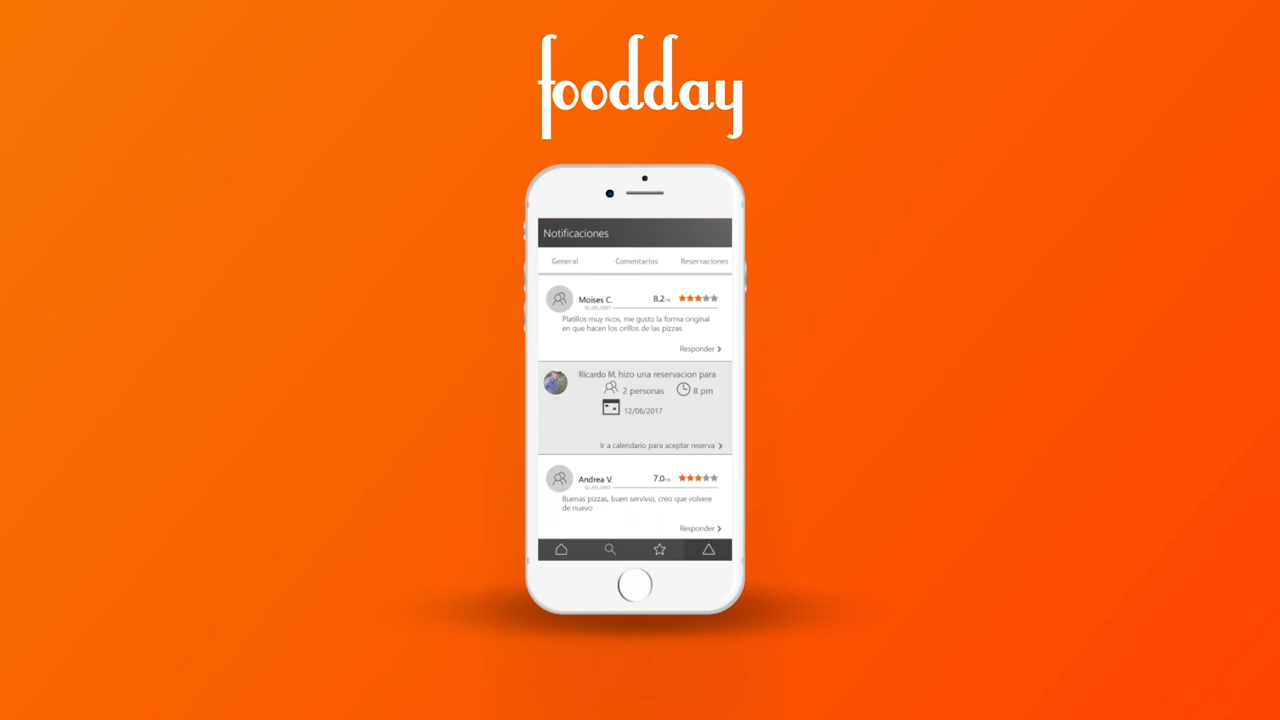 foodday
Notificaciones
General Comentarios Reservaciones
Moises C. 8.2/10
Platillos muy ricos, me gusto la forma original
en que hacen los orillos de las pizzas.
Responder
Ricardo M. hizo una reservacion para
2 personas 8 pm
12/06/2017
Ir a calendario para aceptar reserva
Andrea V. 7.0/10
Buenas pizzas, buen servivio, creo que volvere
de nuevo
Responder